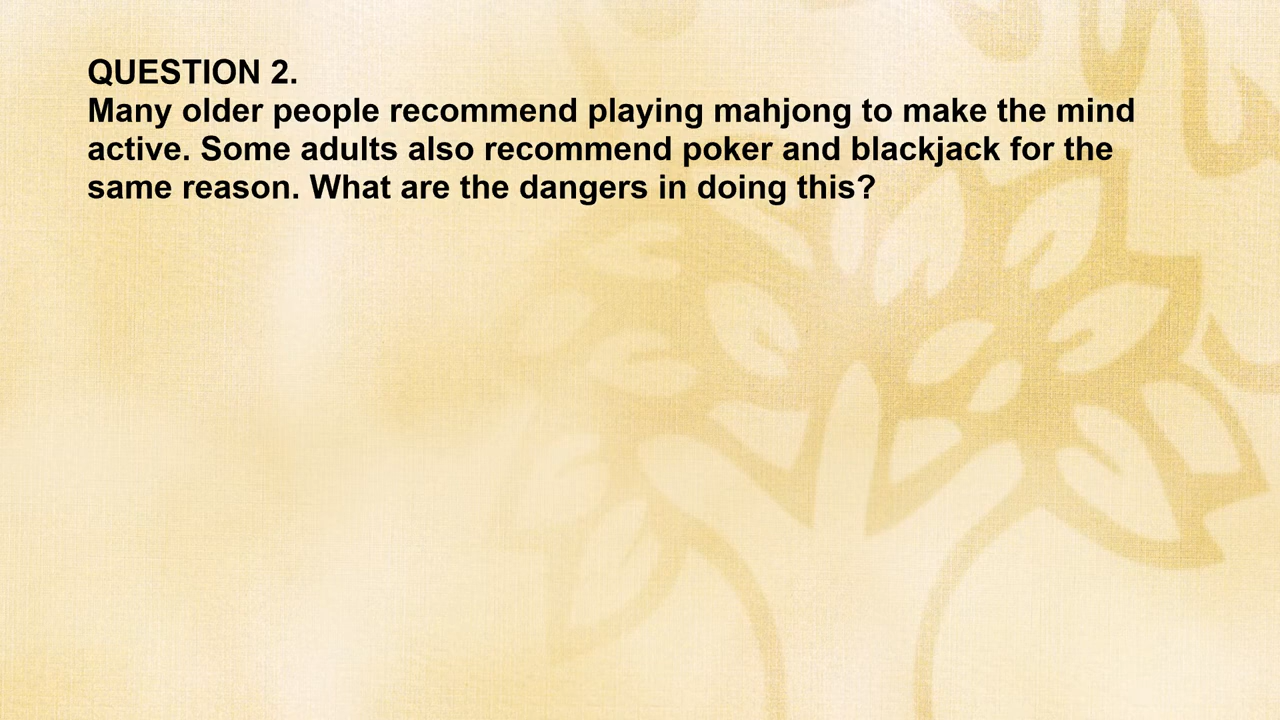 QUESTION 2.
Many older people recommend playing mahjong to make the mind
active. Some adults also recommend poker and blackjack for the
same reason. What are the dangers in doing this?